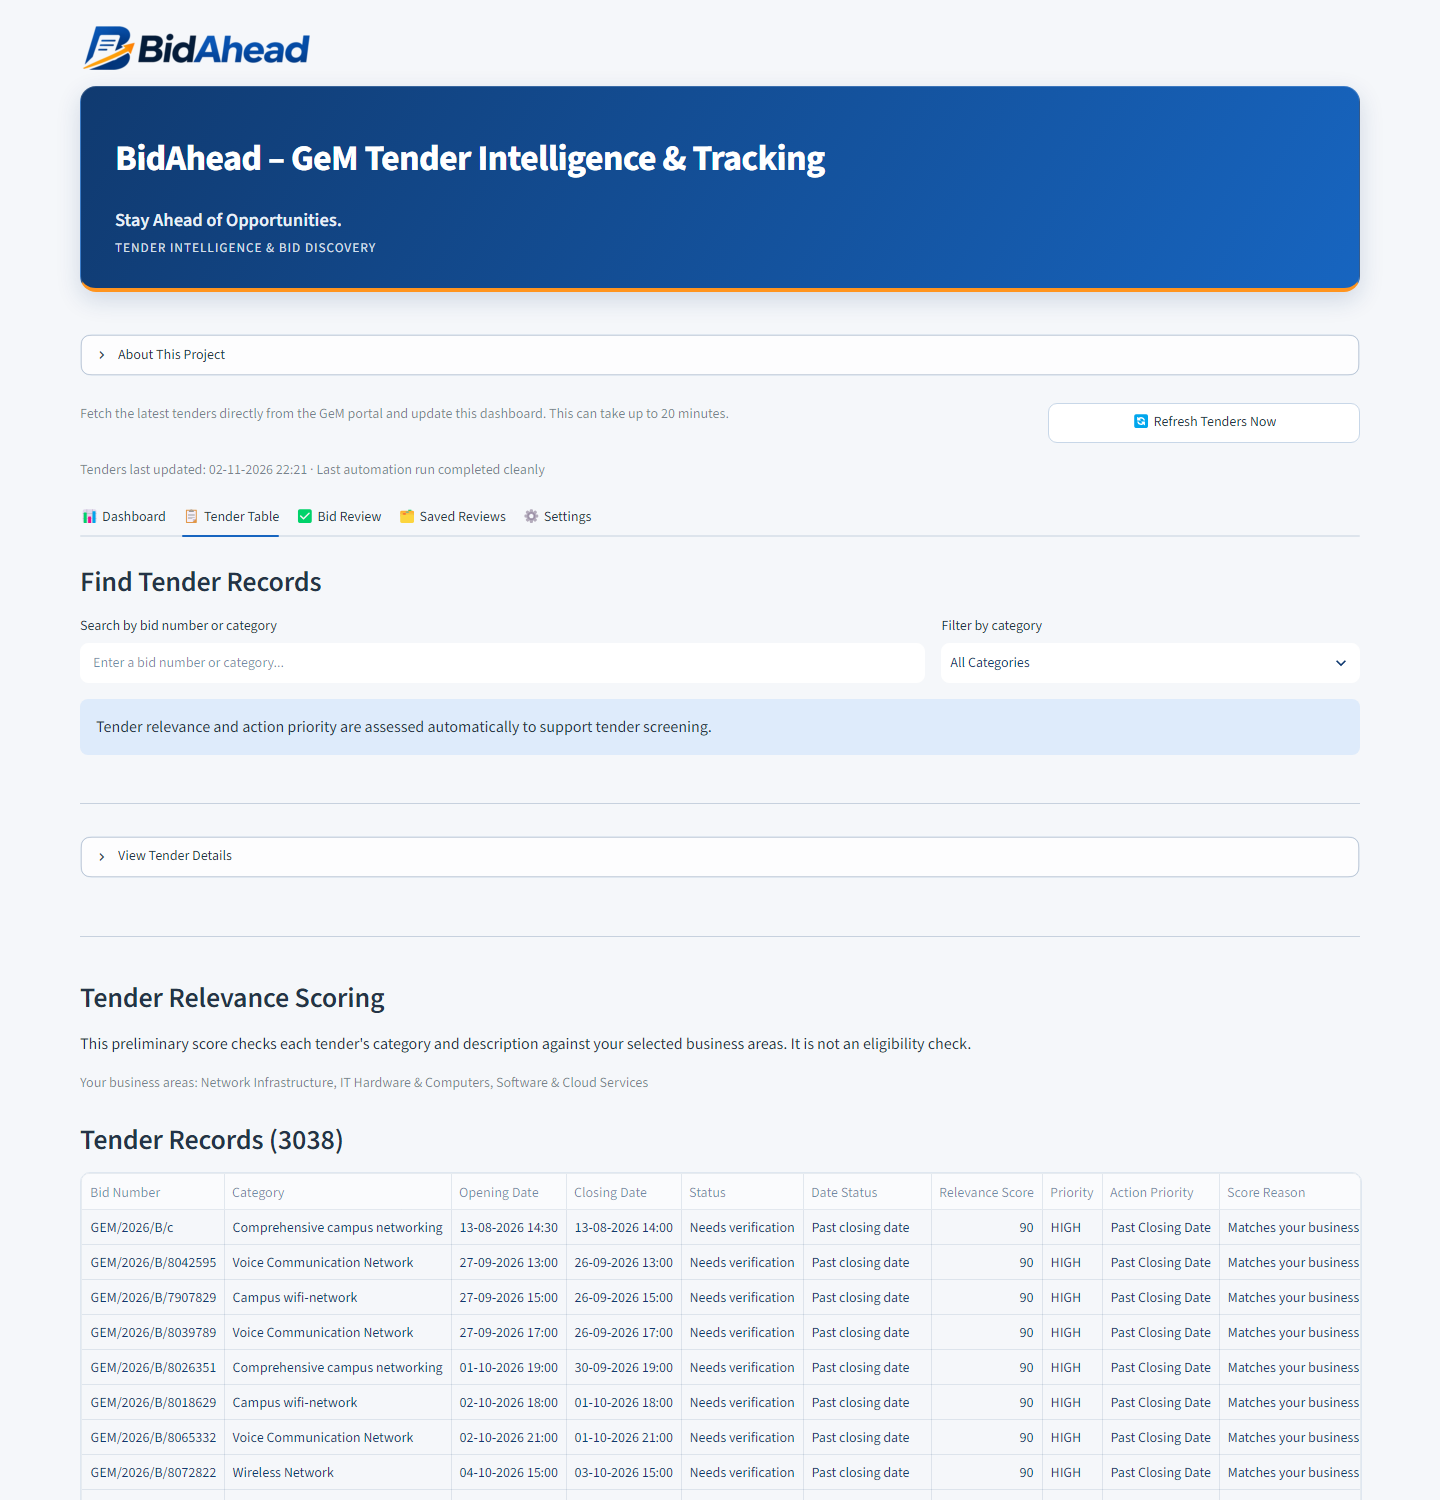 BidAhead
BidAhead – GeM Tender Intelligence & Tracking
Stay Ahead of Opportunities.
TENDER INTELLIGENCE & BID DISCOVERY
About This Project
Fetch the latest tenders directly from the GeM portal and update this dashboard. This can take up to 20 minutes.
Refresh Tenders Now
Tenders last updated: 02-11-2026 22:21 · Last automation run completed cleanly
Dashboard Tender Table Bid Review Saved Reviews Settings
Find Tender Records
Search by bid number or category Filter by category
Enter a bid number or category... All Categories
Tender relevance and action priority are assessed automatically to support tender screening.
View Tender Details
Tender Relevance Scoring
This preliminary score checks each tender's category and description against your selected business areas. It is not an eligibility check.
Your business areas: Network Infrastructure, IT Hardware & Computers, Software & Cloud Services
Tender Records (3038)
Bid Number Category Opening Date Closing Date Status Date Status Relevance Score Priority Action Priority Score Reason
GEM/2026/B/c Comprehensive campus networking 13-08-2026 14:30 13-08-2026 14:00 Needs verification Past closing date 90 HIGH Past Closing Date Matches your business
GEM/2026/B/8042595 Voice Communication Network 27-09-2026 13:00 26-09-2026 13:00 Needs verification Past closing date 90 HIGH Past Closing Date Matches your business
GEM/2026/B/7907829 Campus wifi-network 27-09-2026 15:00 26-09-2026 15:00 Needs verification Past closing date 90 HIGH Past Closing Date Matches your business
GEM/2026/B/8039789 Voice Communication Network 27-09-2026 17:00 26-09-2026 17:00 Needs verification Past closing date 90 HIGH Past Closing Date Matches your business
GEM/2026/B/8026351 Comprehensive campus networking 01-10-2026 19:00 30-09-2026 19:00 Needs verification Past closing date 90 HIGH Past Closing Date Matches your business
GEM/2026/B/8018629 Campus wifi-network 02-10-2026 18:00 01-10-2026 18:00 Needs verification Past closing date 90 HIGH Past Closing Date Matches your business
GEM/2026/B/8065332 Voice Communication Network 02-10-2026 21:00 01-10-2026 21:00 Needs verification Past closing date 90 HIGH Past Closing Date Matches your business
GEM/2026/B/8072822 Wireless Network 04-10-2026 15:00 03-10-2026 15:00 Needs verification Past closing date 90 HIGH Past Closing Date Matches your business